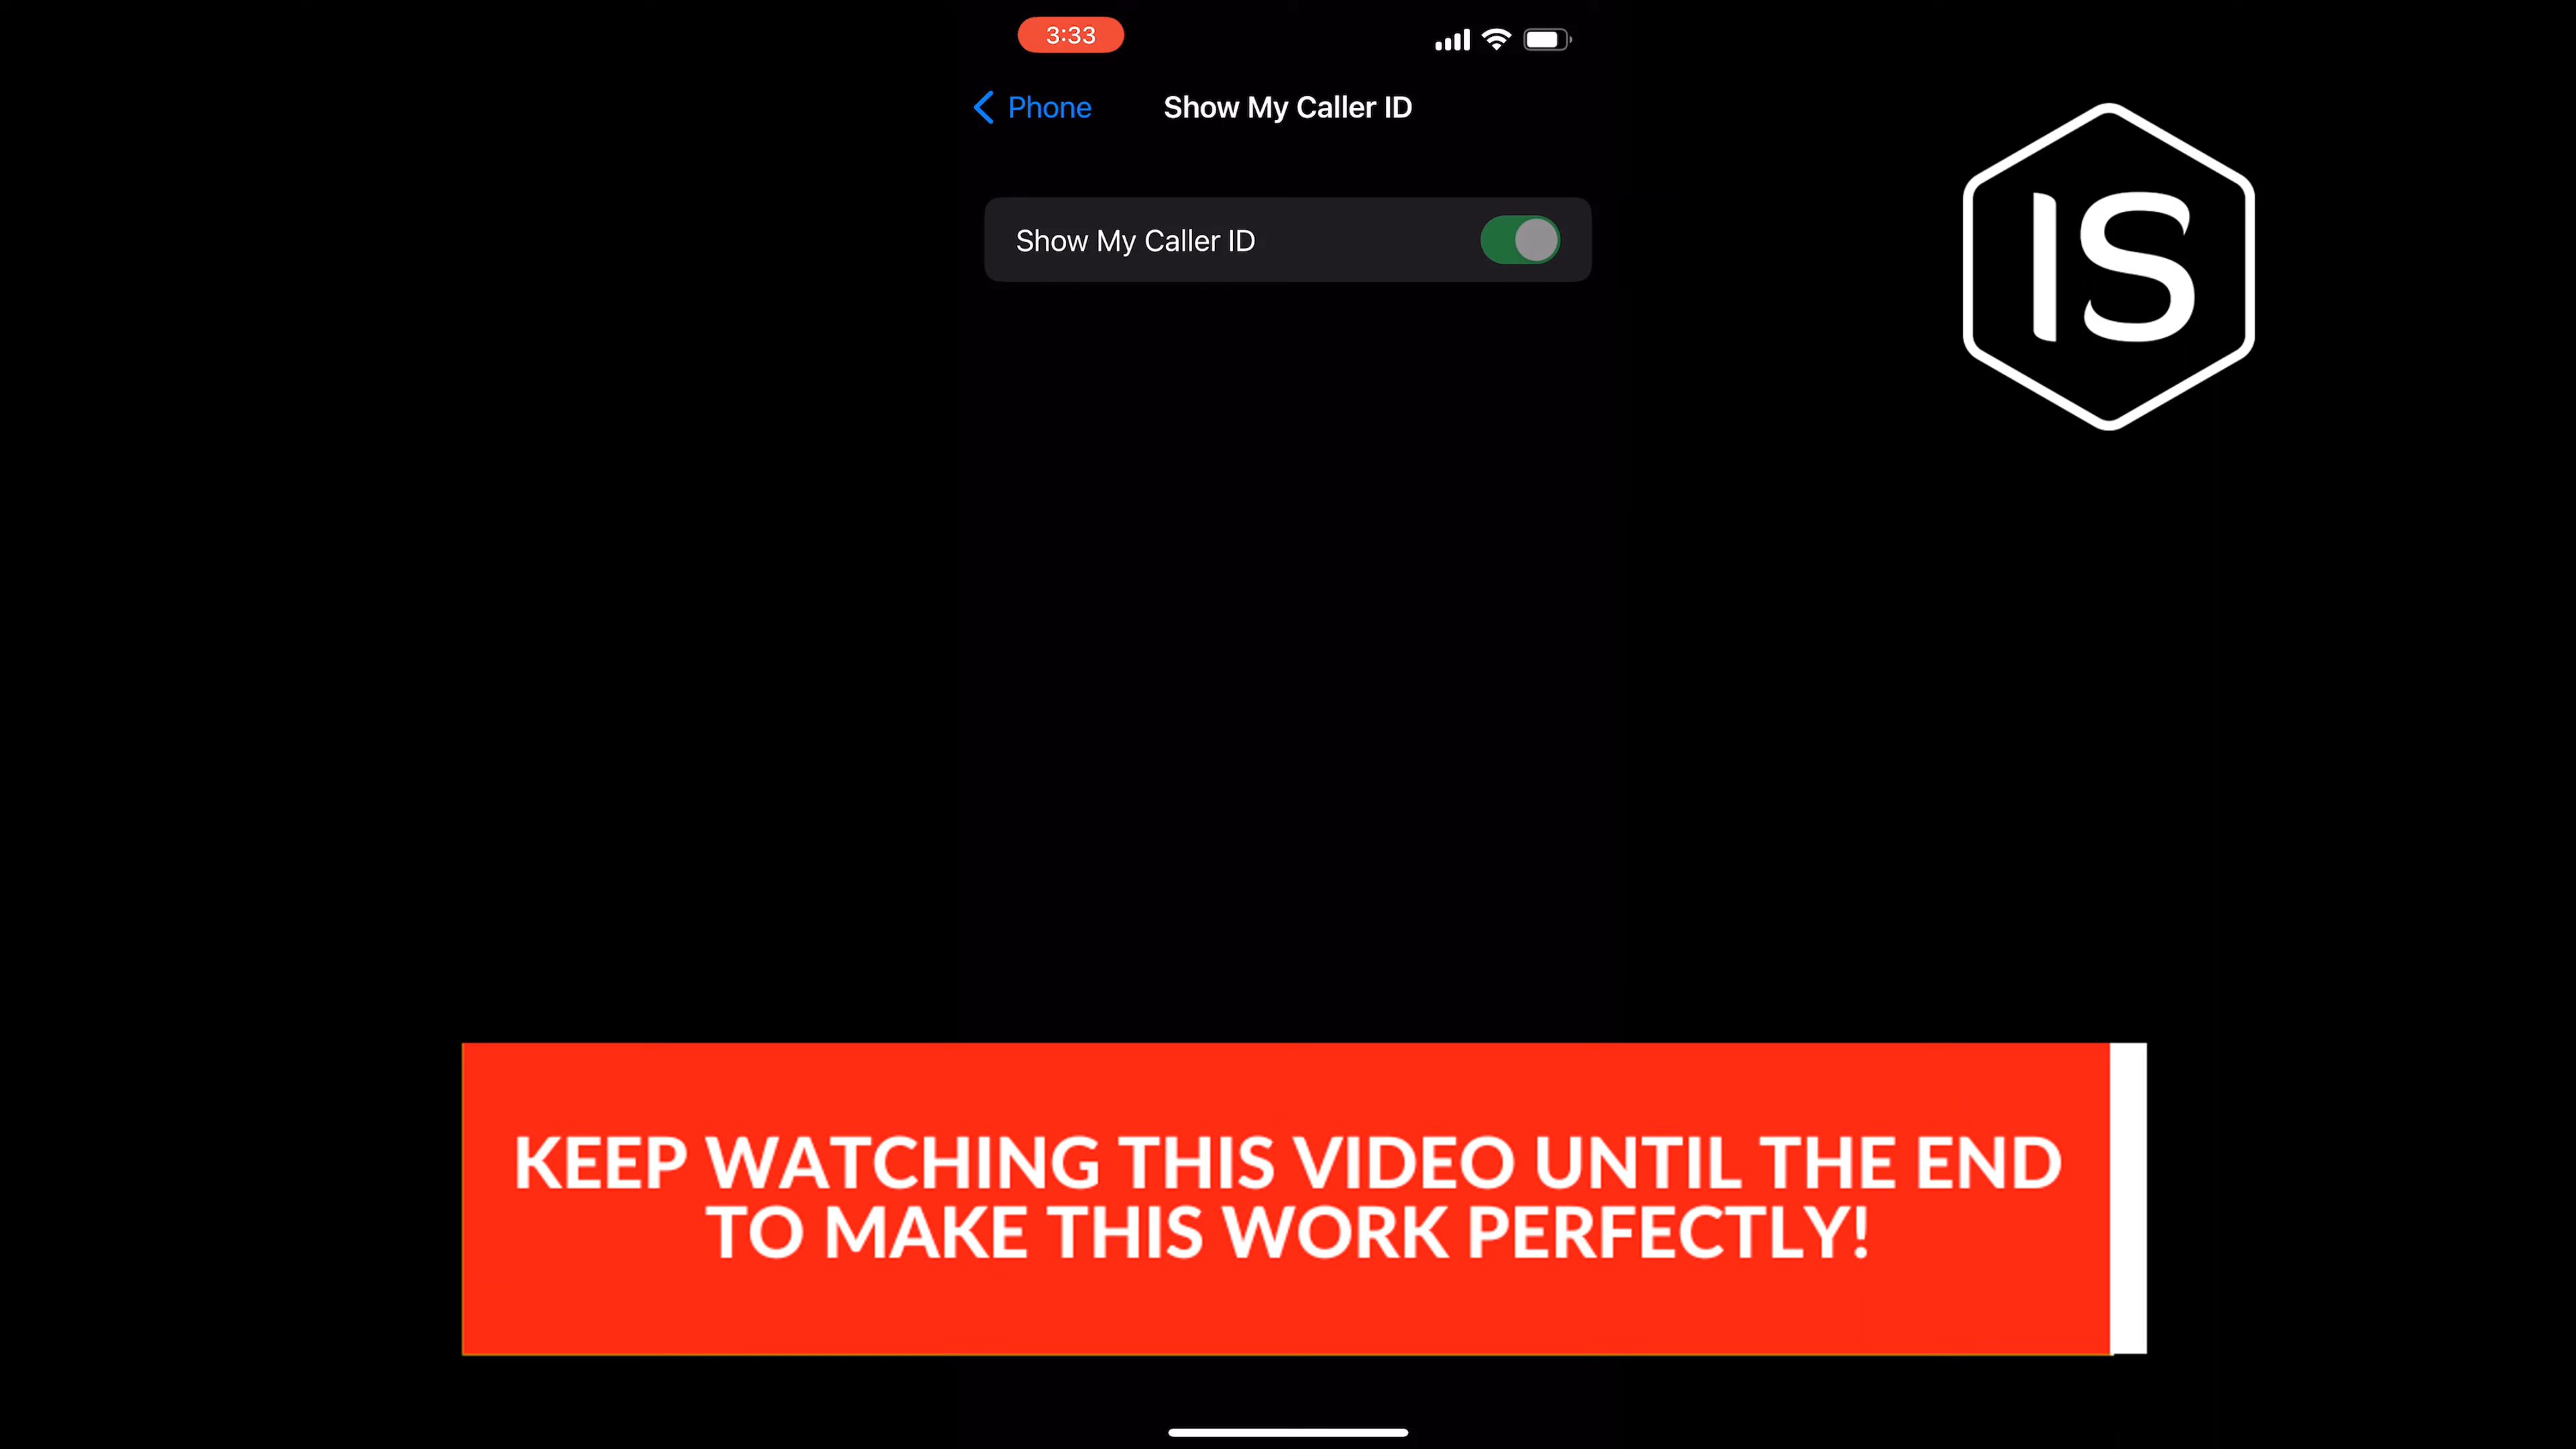 3:33
Phone
Show My Caller ID
IS
Show My Caller ID
KEEP WATCHING THIS VIDEO UNTIL THE END
TO MAKE THIS WORK PERFECTLY!